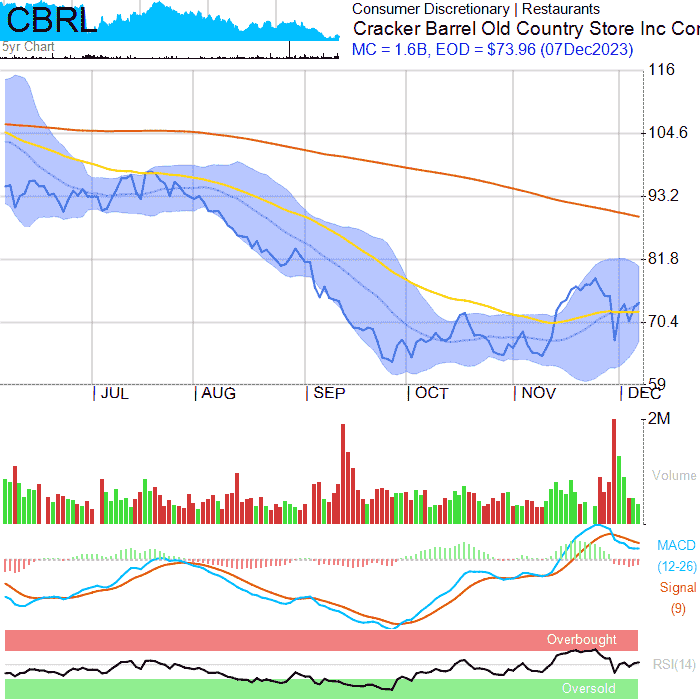 CBRL
5yr Chart
Consumer Discretionary | Restaurants
Cracker Barrel Old Country Store Inc Cor
MC = 1.6B, EOD = $73.96 (07Dec2023)
116
104.6
93.2
81.8
70.4
59
JUL AUG SEP OCT NOV DEC
2M
Volume
MACD
(12-26)
Signal
(9)
Overbought
RSI(14)
Oversold